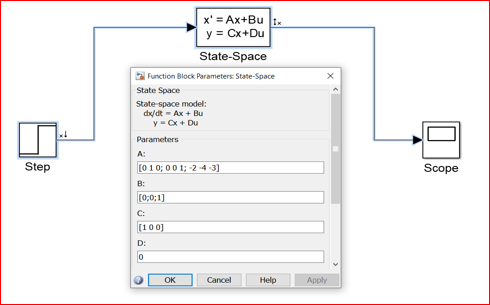 x' = Ax+Bu
y = Cx+Du
State-Space
Function Block Parameters: State-Space
State Space
State-space model:
dx/dt = Ax + Bu
y = Cx + Du
Parameters
A:
[0 1 0; 0 0 1; -2 -4 -3]
B:
[0;0;1]
C:
[1 0 0]
D:
0
OK Cancel Help Apply
Step
Scope